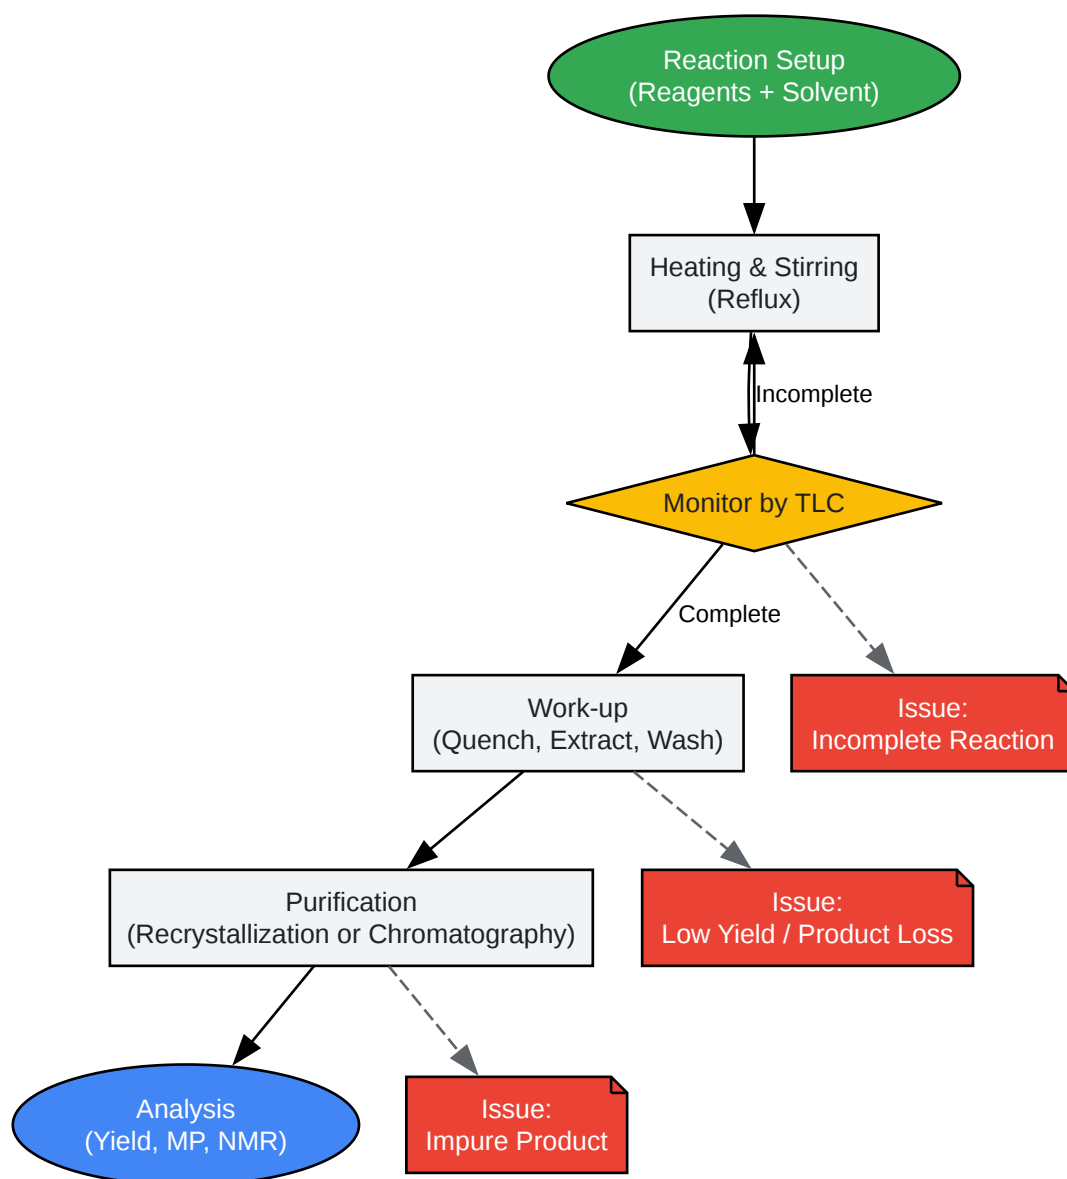 Reaction Setup
(Reagents + Solvent)
Heating & Stirring
(Reflux)
Incomplete
Monitor by TLC
Complete
Work-up
(Quench, Extract, Wash)
Issue:
Incomplete Reaction
Purification
(Recrystallization or Chromatography)
Issue:
Low Yield / Product Loss
Analysis
(Yield, MP, NMR)
Issue:
Impure Product